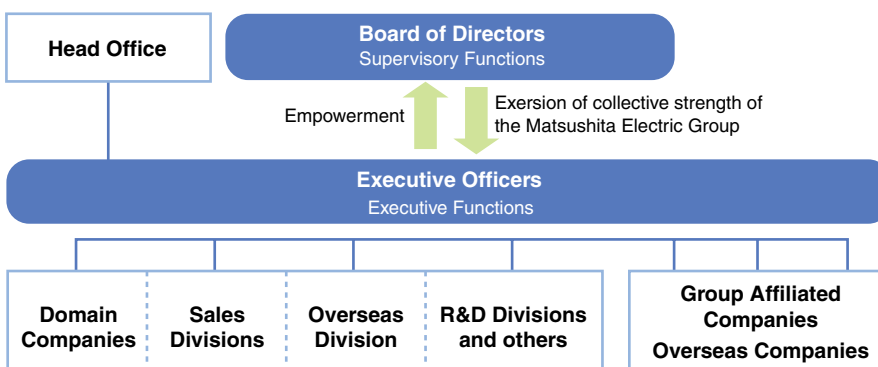 Head Office
Board of Directors
Supervisory Functions
Empowerment
Exersion of collective strength of
the Matsushita Electric Group
Executive Officers
Executive Functions
Domain
Companies
Sales
Divisions
Overseas
Division
R&D Divisions
and others
Group Affiliated
Companies
Overseas Companies